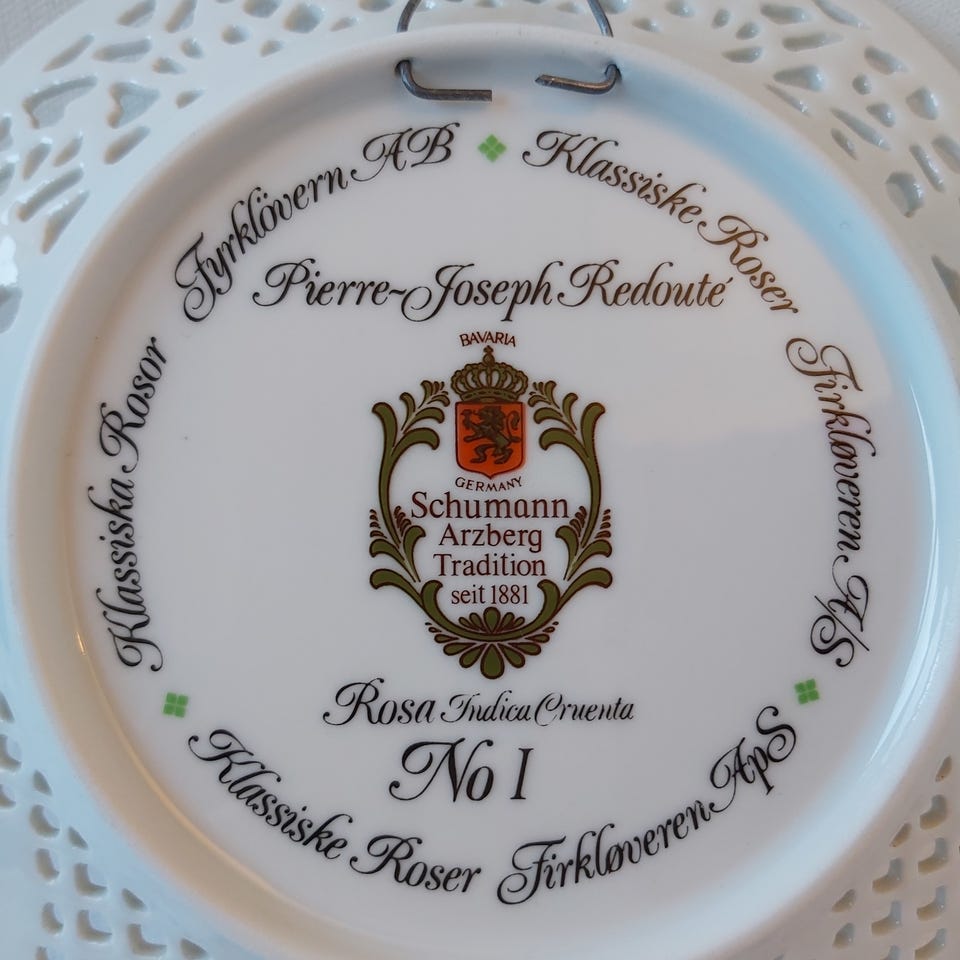 Klassiska Rosor Fyrklövern AB
Klassiske Roser Firkløveren A/S
Klassiske Roser Firkløveren ApS
Pierre-Joseph Redouté
BAVARIA
GERMANY
Schumann
Arzberg
Tradition
seit 1881
Rosa Indica Cruenta
No 1